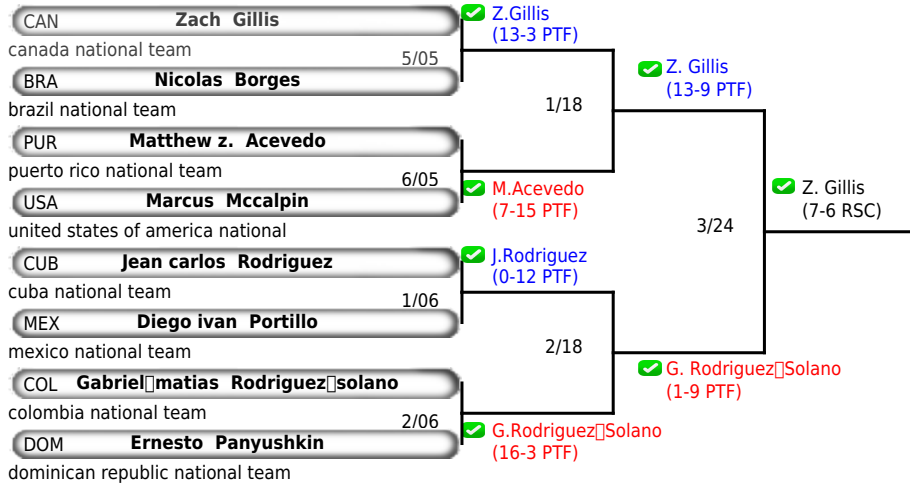 CAN Zach Gillis
canada national team
5/05
BRA Nicolas Borges
brazil national team
PUR Matthew z. Acevedo
puerto rico national team
6/05
USA Marcus Mccalpin
united states of america national
CUB Jean carlos Rodriguez
cuba national team
1/06
MEX Diego ivan Portillo
mexico national team
COL Gabriel□matias Rodriguez□solano
colombia national team
2/06
DOM Ernesto Panyushkin
dominican republic national team
Z.Gillis
(13-3 PTF)
1/18
M.Acevedo
(7-15 PTF)
J.Rodriguez
(0-12 PTF)
2/18
G.Rodriguez□Solano
(16-3 PTF)
Z. Gillis
(13-9 PTF)
3/24
G. Rodriguez□Solano
(1-9 PTF)
Z. Gillis
(7-6 RSC)